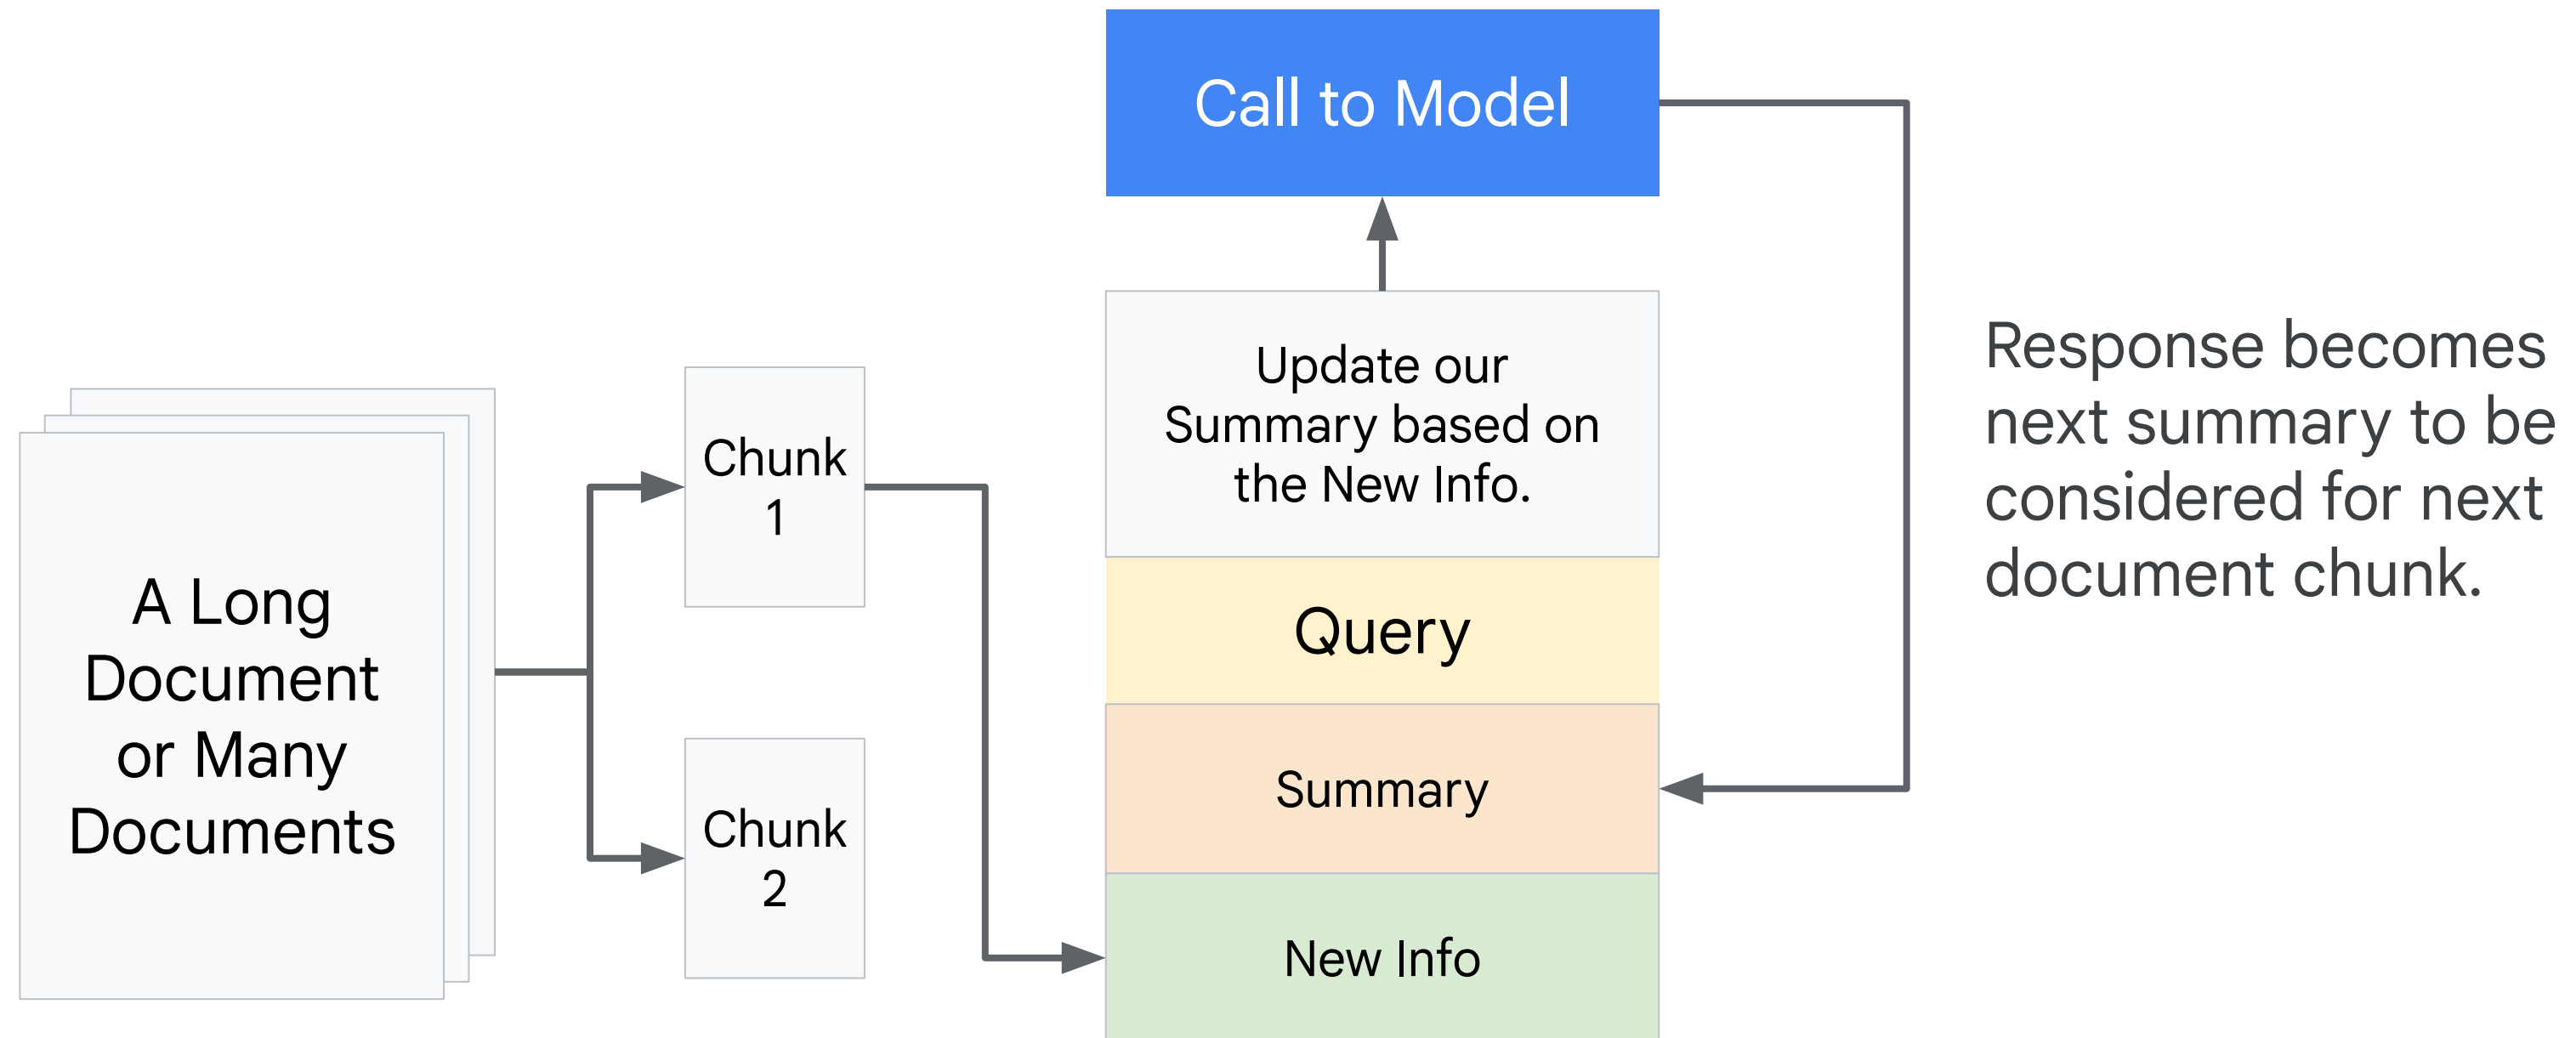 Call to Model
Update our
Summary based on
the New Info.
Query
Summary
New Info
A Long
Document
or Many
Documents
Chunk
1
Chunk
2
Response becomes
next summary to be
considered for next
document chunk.